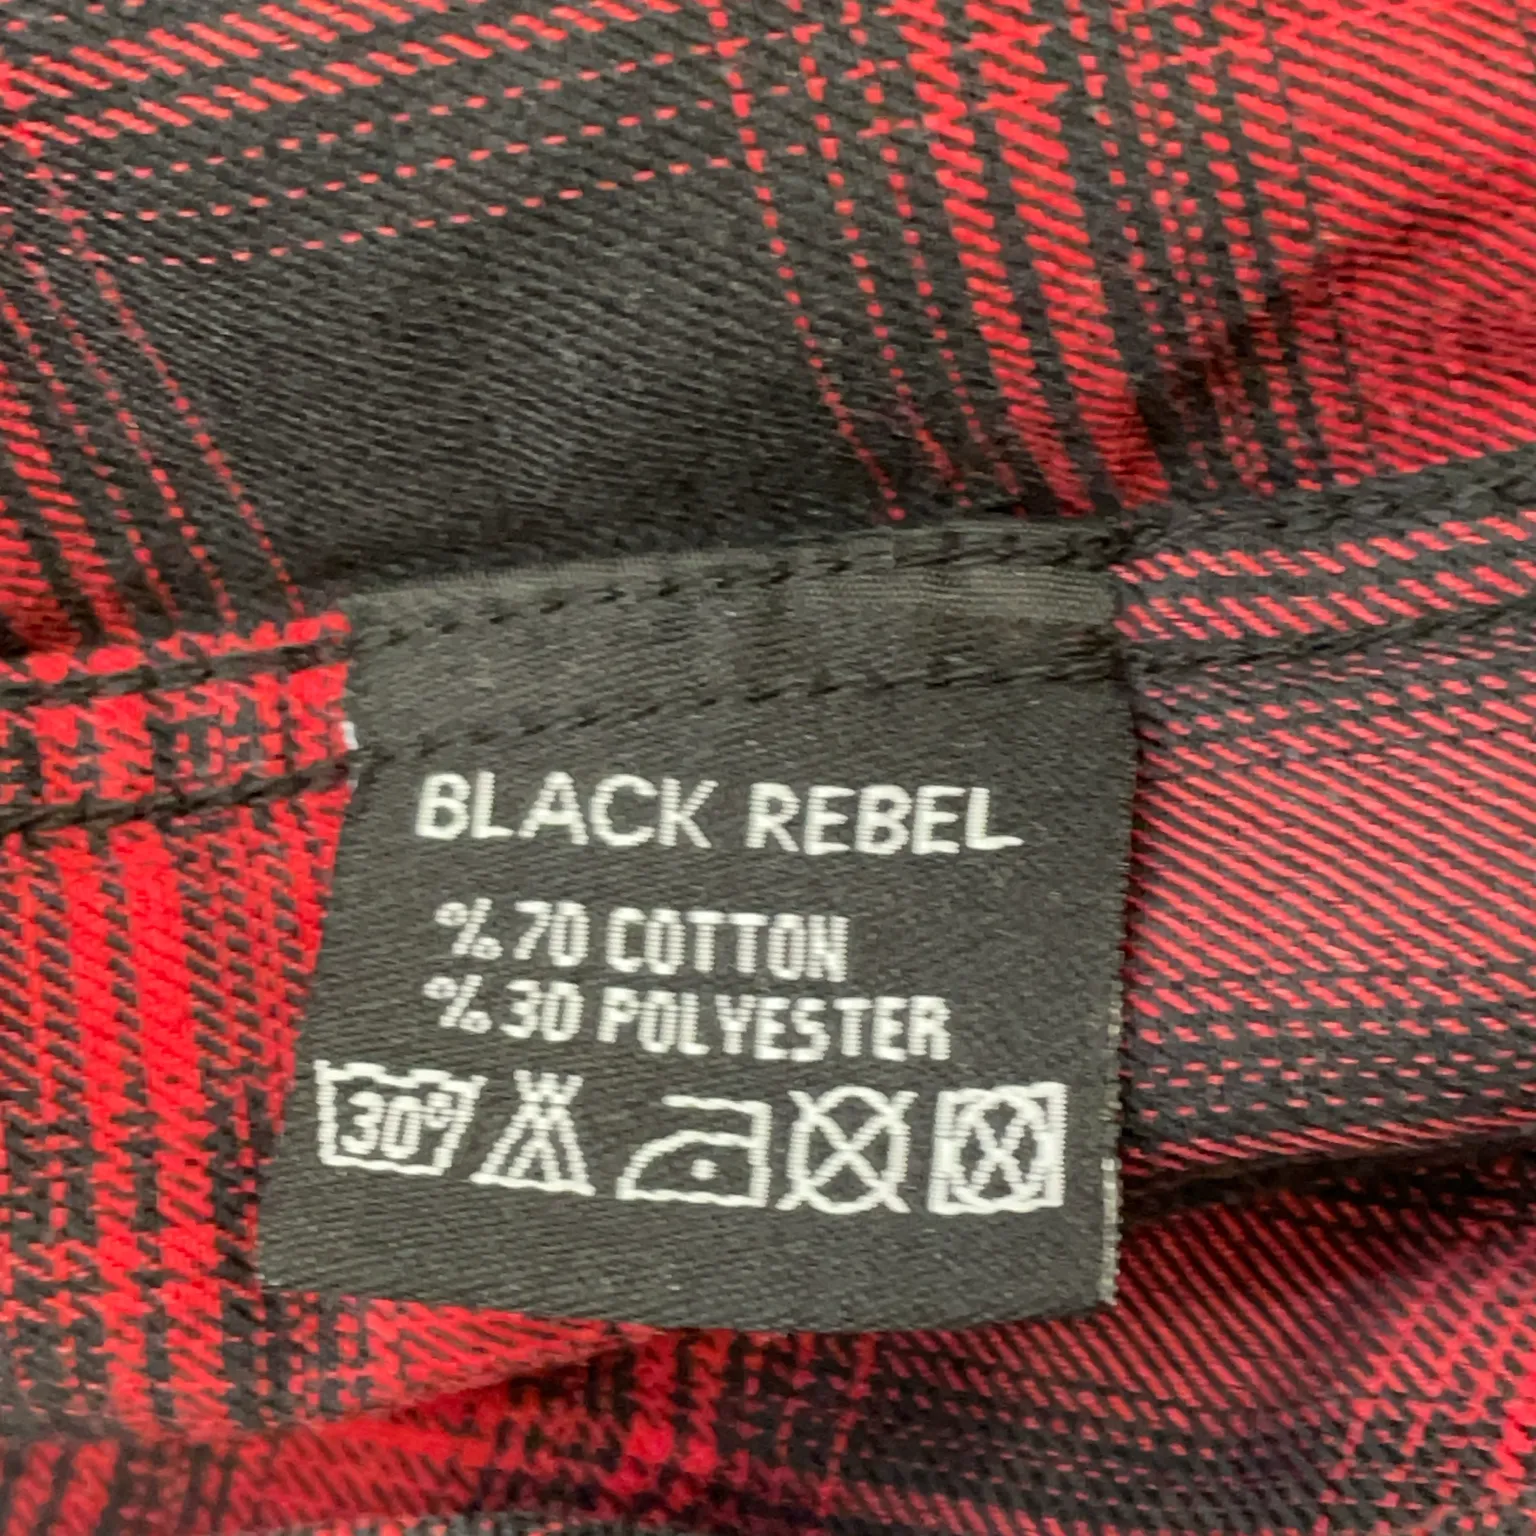 BLACK REBEL
%70 COTTON
%30 POLYESTER
30°